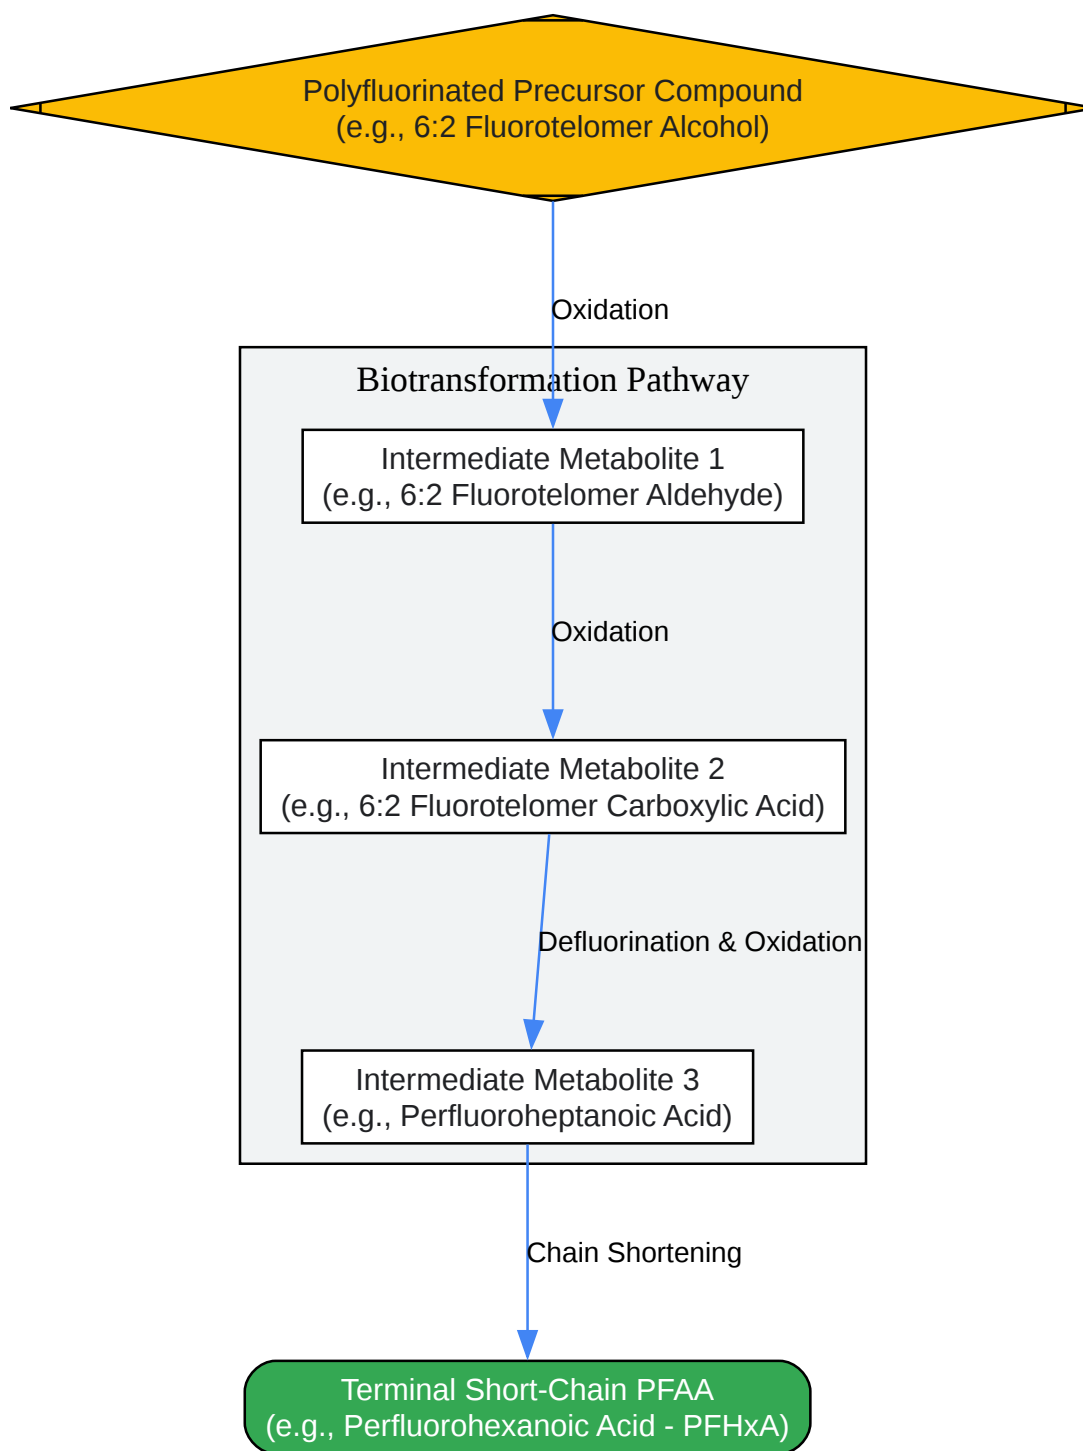 Polyfluorinated Precursor Compound
(e.g., 6:2 Fluorotelomer Alcohol)
Oxidation
Biotransformation Pathway
Intermediate Metabolite 1
(e.g., 6:2 Fluorotelomer Aldehyde)
Oxidation
Intermediate Metabolite 2
(e.g., 6:2 Fluorotelomer Carboxylic Acid)
Defluorination & Oxidation
Intermediate Metabolite 3
(e.g., Perfluoroheptanoic Acid)
Chain Shortening
Terminal Short-Chain PFAA
(e.g., Perfluorohexanoic Acid - PFHxA)